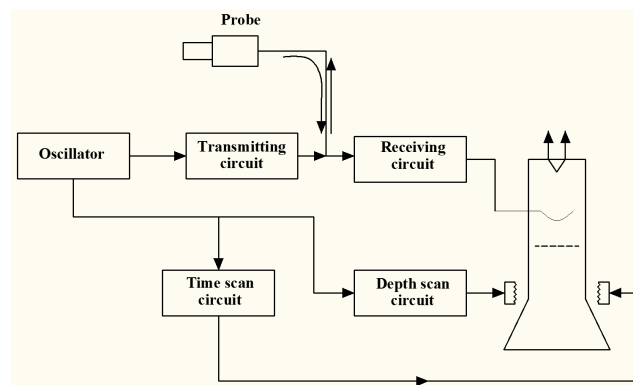 Probe
Oscillator
Transmitting
circuit
Receiving
circuit
Time scan
circuit
Depth scan
circuit